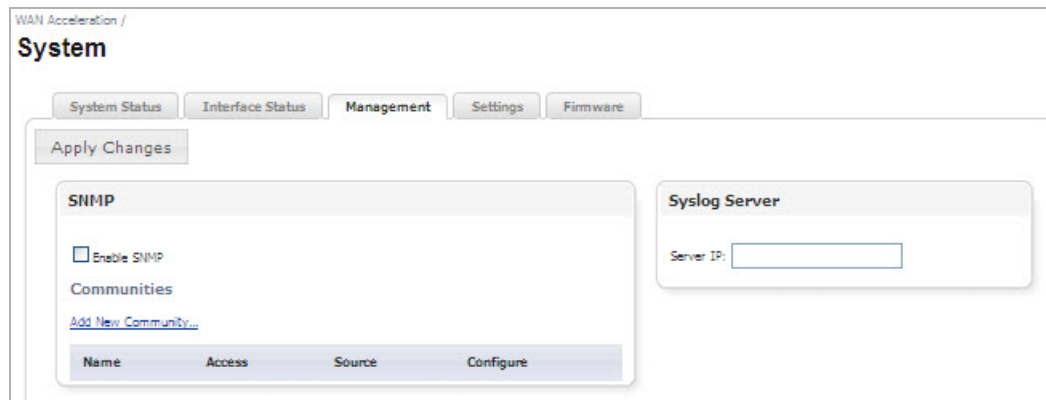 WAN Acceleration /
System
System Status Interface Status Management Settings Firmware
Apply Changes
SNMP
Enable SNMP
Communities
Add New Community...
Name Access Source Configure
Syslog Server
Server IP: